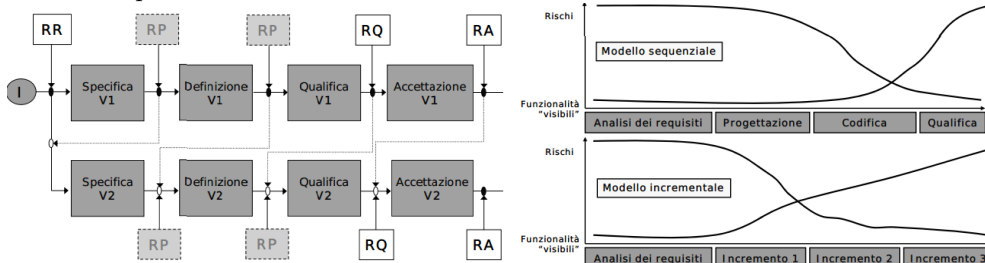 RR
RP
RP
RQ
RA
I
Specifica
V1
Definizione
V1
Qualifica
V1
Accettazione
V1
Specifica
V2
Definizione
V2
Qualifica
V2
Accettazione
V2
RP
RP
RQ
RA
Rischi
Modello sequenziale
Funzionalità
"visibili"
Analisi dei requisiti
Progettazione
Codifica
Qualifica
Rischi
Modello incrementale
Funzionalità
"visibili"
Analisi dei requisiti
Incremento 1
Incremento 2
Incremento 3